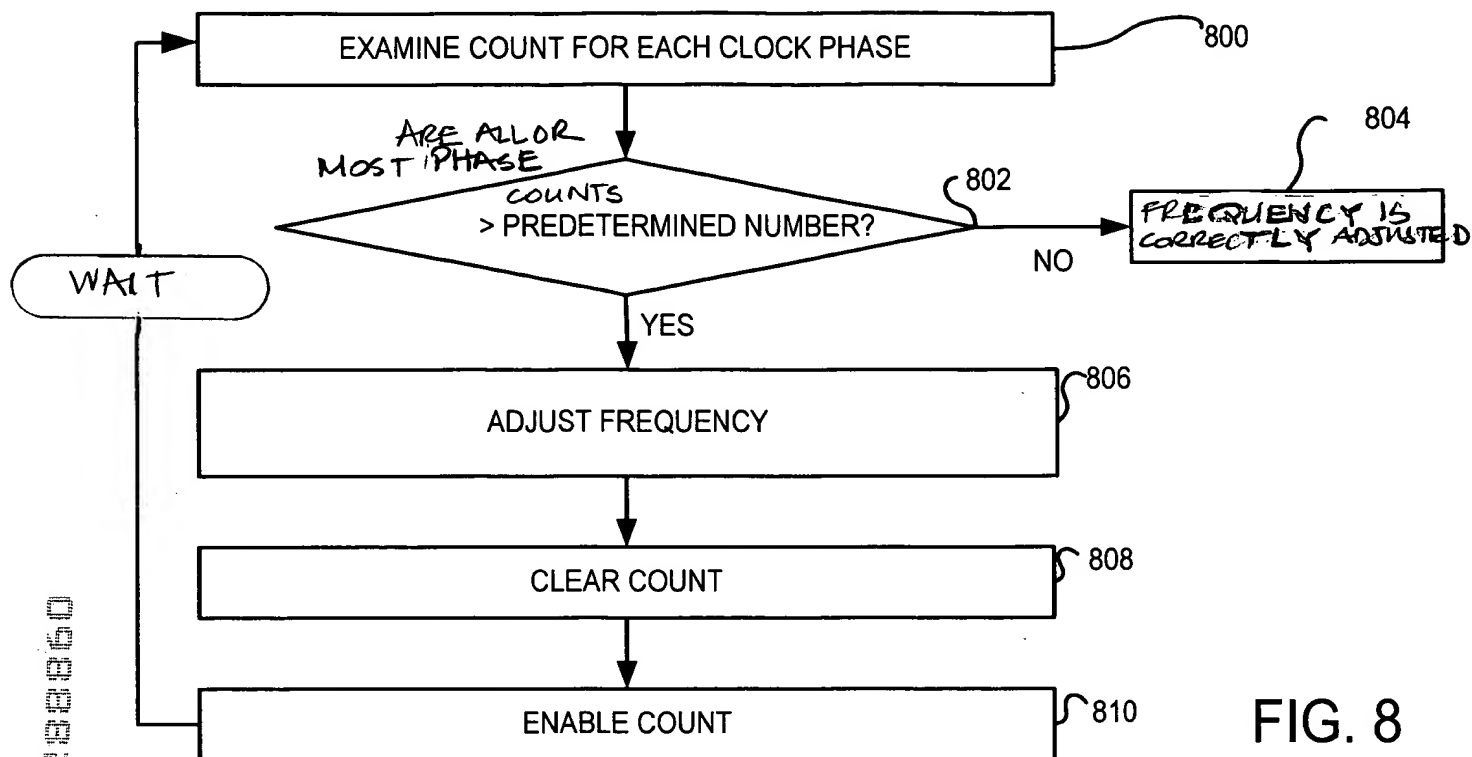 EXAMINE COUNT FOR EACH CLOCK PHASE
800
ARE ALL OR
MOST PHASE
COUNTS
> PREDETERMINED NUMBER?
802
804
FREQUENCY IS
CORRECTLY ADJUSTED
NO
WAIT
YES
806
ADJUST FREQUENCY
CLEAR COUNT
808
ENABLE COUNT
810
FIG. 8